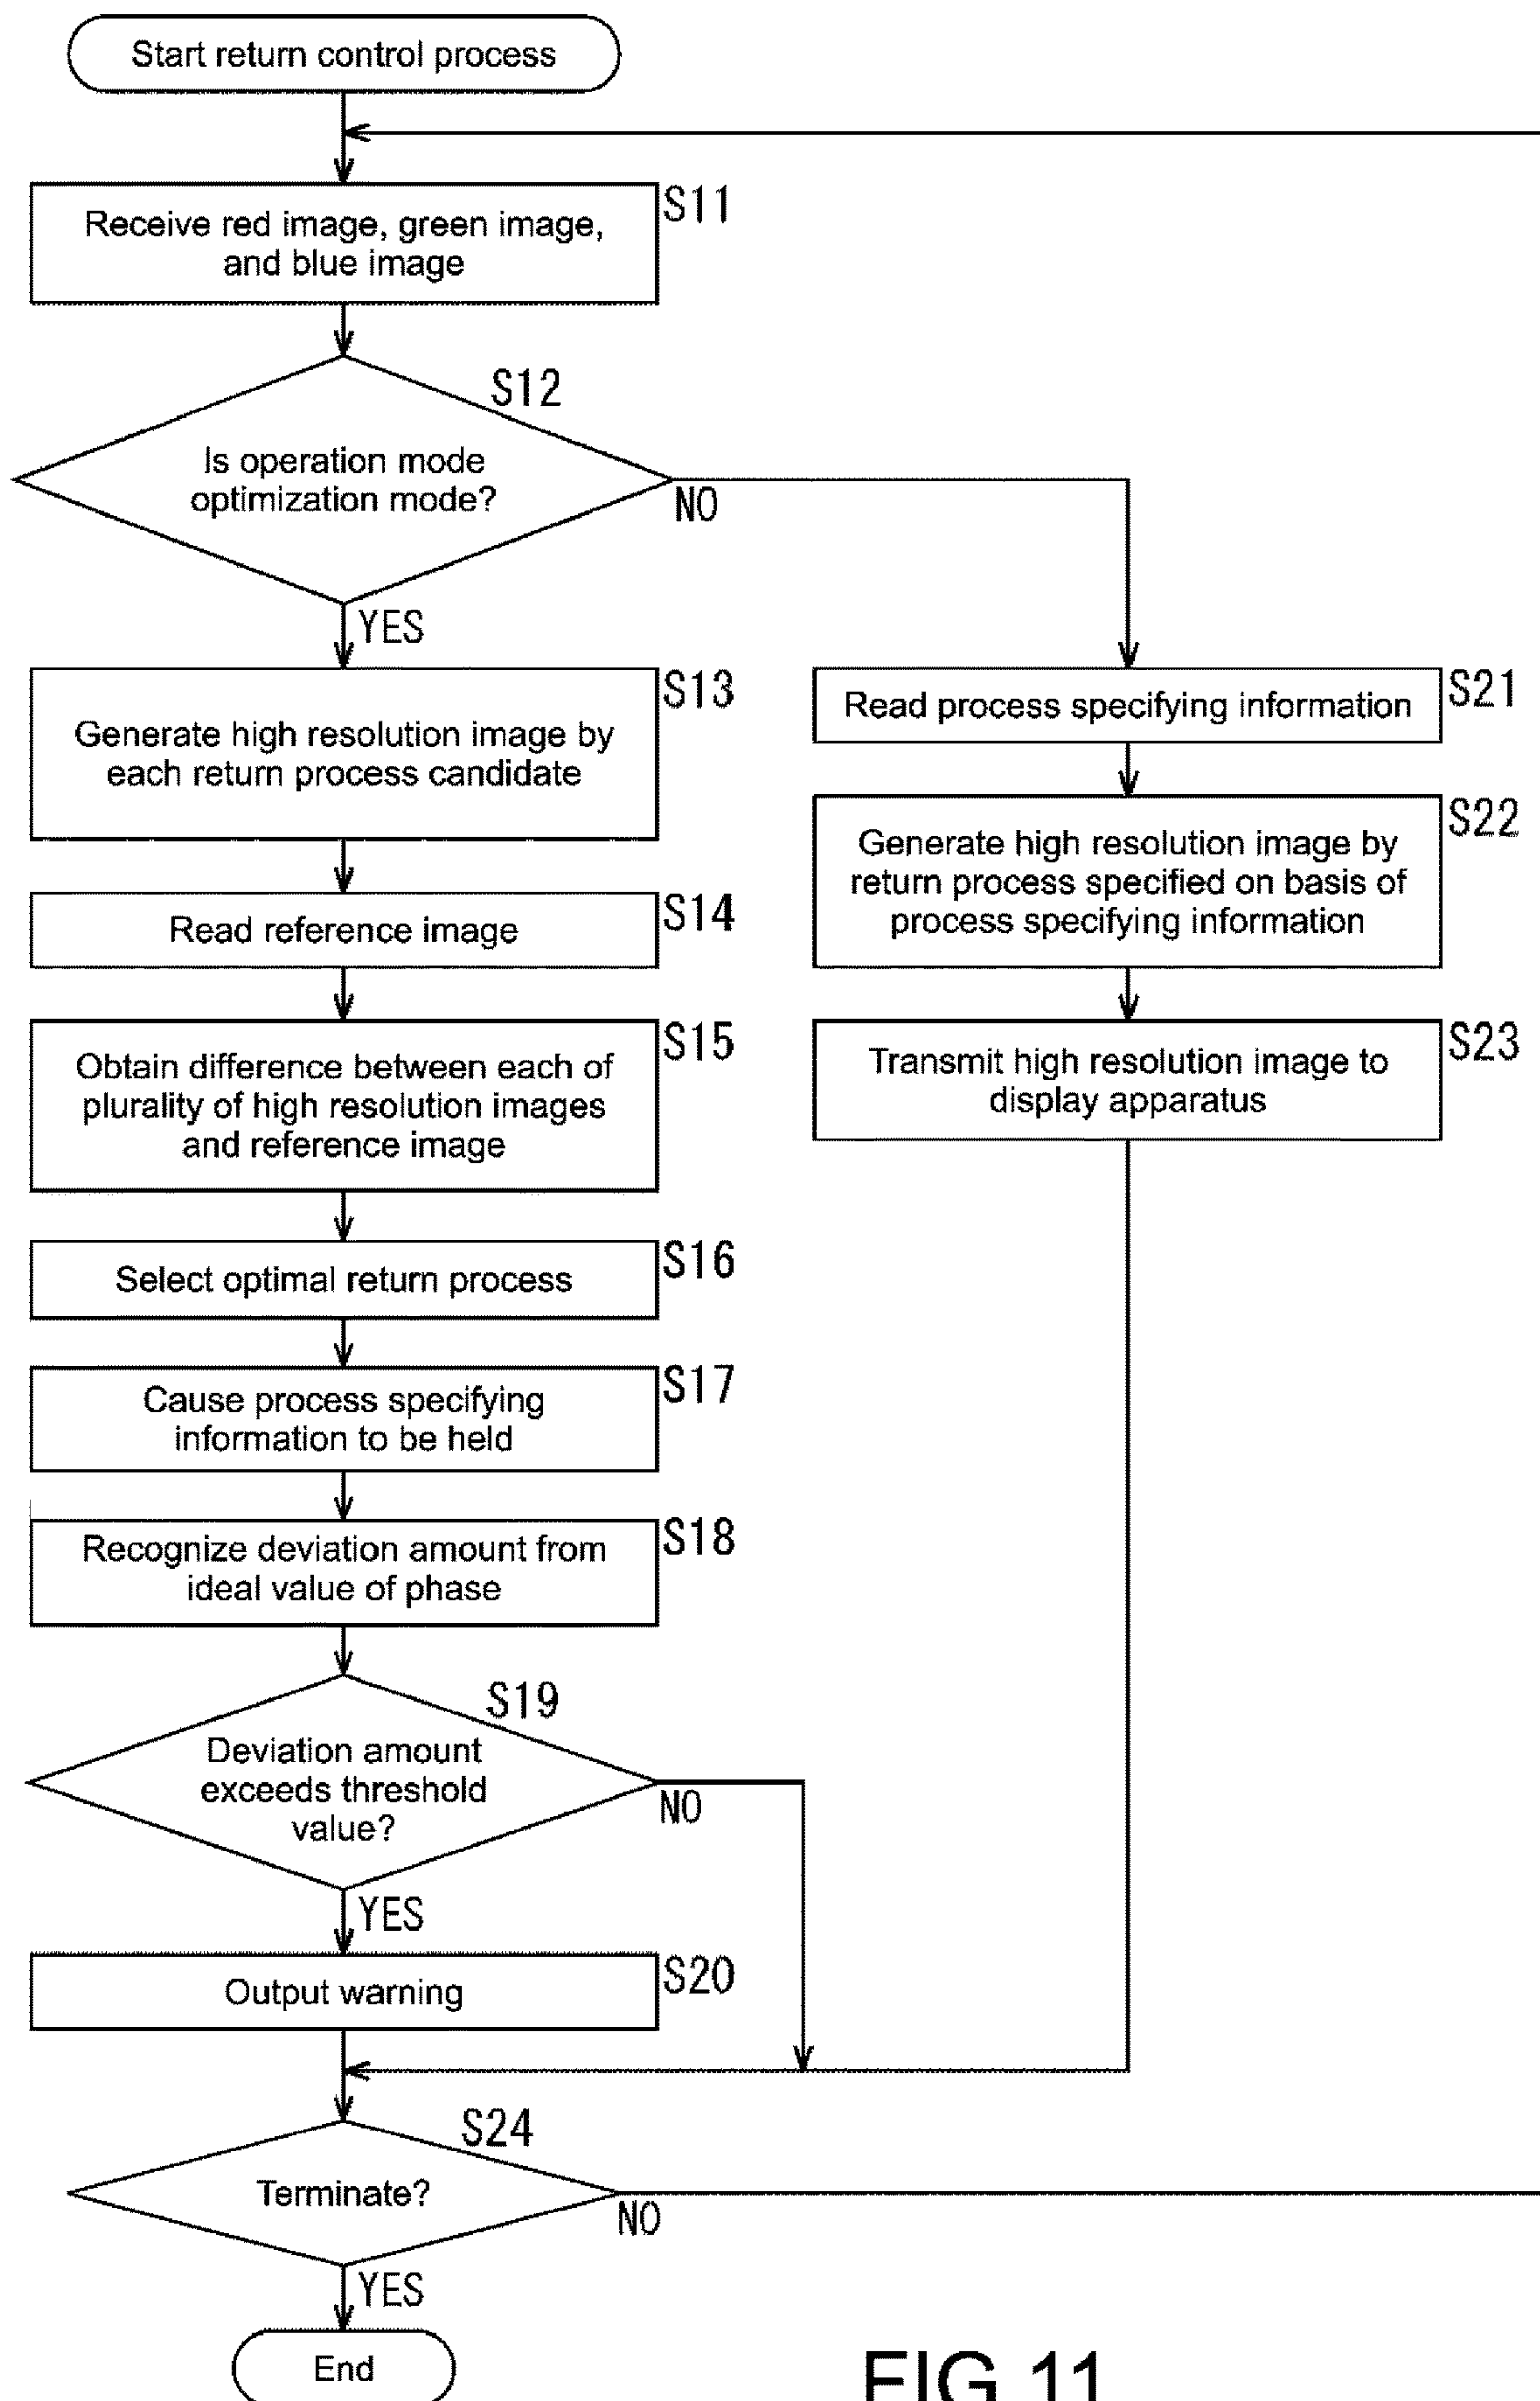 Start return control process
S11
Receive red image, green image,
and blue image
S12
Is operation mode
optimization mode?
NO
YES
S13
Generate high resolution image by
each return process candidate
S14
Read reference image
S15
Obtain difference between each of
plurality of high resolution images
and reference image
S16
Select optimal return process
S17
Cause process specifying
information to be held
S18
Recognize deviation amount from
ideal value of phase
S19
Deviation amount
exceeds threshold
value?
NO
YES
S20
Output warning
S21
Read process specifying information
S22
Generate high resolution image by
return process specified on basis of
process specifying information
S23
Transmit high resolution image to
display apparatus
S24
Terminate?
NO
YES
End
FIG.11